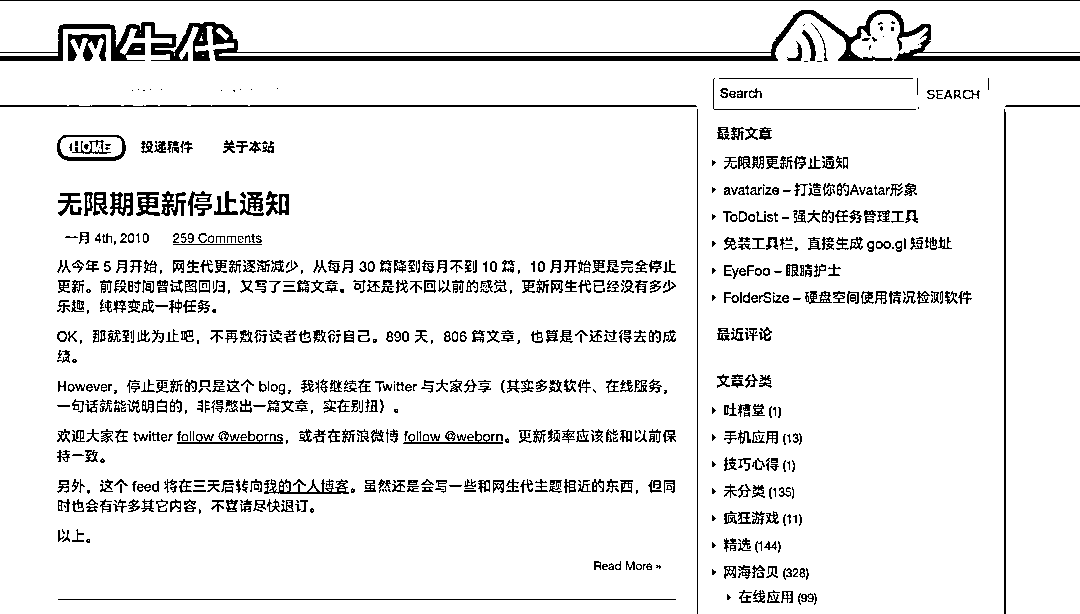 网生代
Search
SEARCH
HOME
投递稿件
关于本站
无限期更新停止通知
一月 4th, 2010
259 Comments
从今年 5 月开始，网生代更新逐渐减少，从每月 30 篇降到每月不到 10 篇，10 月开始更是完全停止
更新。前段时间曾试图回归，又写了三篇文章。可还是找不回以前的感觉，更新网生代已经没有多少
乐趣，纯粹变成一种任务。
OK，那就到此为止吧，不再敷衍读者也敷衍自己。890 天，806 篇文章，也算是个还过得去的成
绩。
However，停止更新的只是这个 blog，我将继续在 Twitter 与大家分享（其实多数软件、在线服务，
一句话就能说明白的，非得憋出一篇文章，实在别扭）。
欢迎大家在 twitter follow @weborns，或者在新浪微博 follow @weborn。更新频率应该能和以前保
持一致。
另外，这个 feed 将在三天后转向我的个人博客。虽然还是会写一些和网生代主题相近的东西，但同
时也会有许多其它内容，不喜请尽快退订。
以上。
Read More »
最新文章
无限期更新停止通知
avatarize – 打造你的Avatar形象
ToDoList – 强大的任务管理工具
免装工具栏，直接生成 goo.gl 短地址
EyeFoo – 眼睛护士
FolderSize – 硬盘空间使用情况检测软件
最近评论
文章分类
吐糟堂 (1)
手机应用 (13)
技巧心得 (1)
未分类 (135)
疯狂游戏 (11)
精选 (144)
网海拾贝 (328)
在线应用 (99)